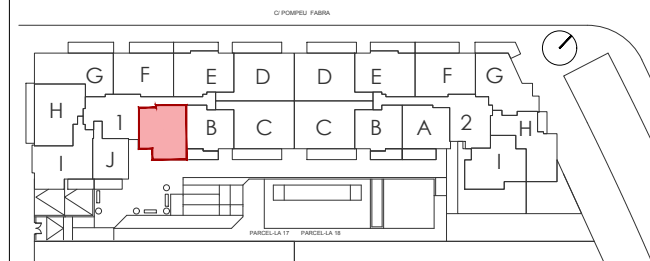 C/ POMPEU FABRA
G F E D D E F G
H 1 B C C B A 2 H
I J I
PARCEL·LA 17 PARCEL·LA 18